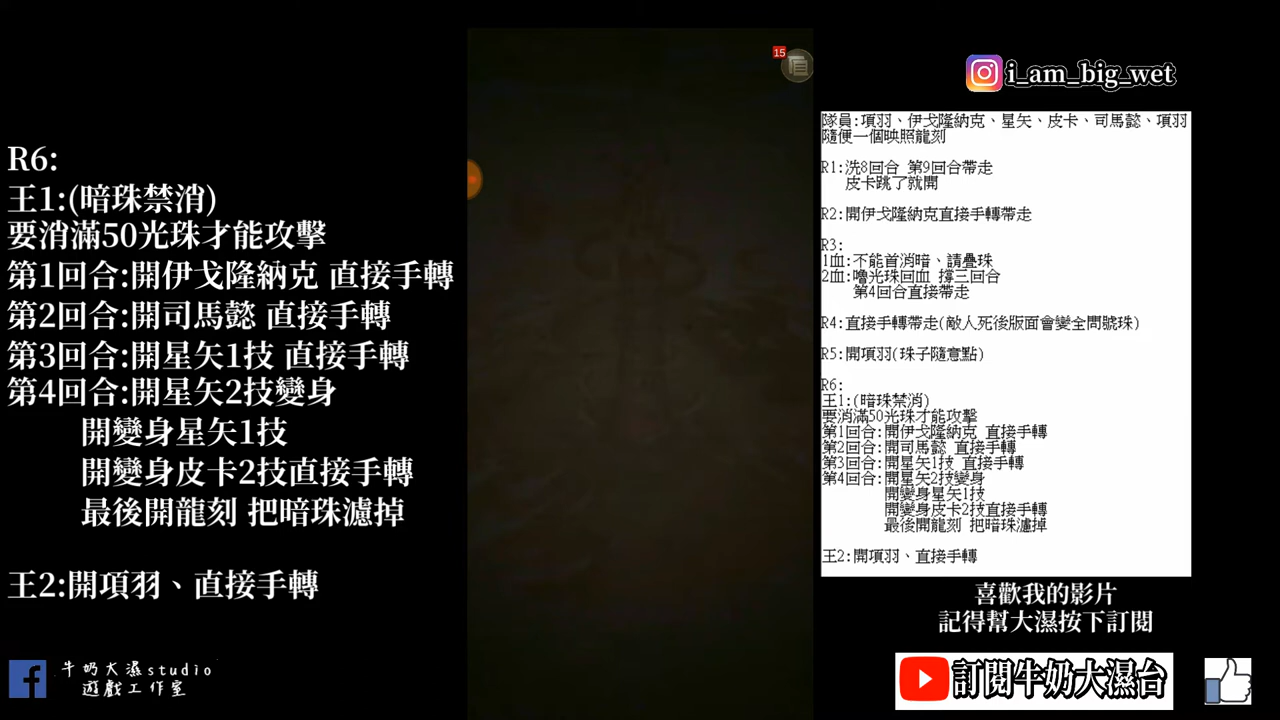 R6:
王1:(暗珠禁消)
要消滿50光珠才能攻擊
第1回合:開伊戈隆納克 直接手轉
第2回合:開司馬懿 直接手轉
第3回合:開星矢1技 直接手轉
第4回合:開星矢2技變身
開變身星矢1技
開變身皮卡2技直接手轉
最後開龍刻 把暗珠濾掉
王2:開項羽、直接手轉
牛奶大濕studio
遊戲工作室
15
i_am_big_wet
隊員:項羽、伊戈隆納克、星矢、皮卡、司馬懿、項羽
隨便一個映照龍刻
R1:洗8回合 第9回合帶走
皮卡跳了就開
R2:開伊戈隆納克直接手轉帶走
R3:
1血:不能首消暗、請疊珠
2血:嚕光珠回血 撐三回合
第4回合直接帶走
R4:直接手轉帶走(敵人死後版面會變全問號珠)
R5:開項羽(珠子隨意點)
R6:
王1:(暗珠禁消)
要消滿50光珠才能攻擊
第1回合:開伊戈隆納克 直接手轉
第2回合:開司馬懿 直接手轉
第3回合:開星矢1技 直接手轉
第4回合:開星矢2技變身
開變身星矢1技
開變身皮卡2技直接手轉
最後開龍刻 把暗珠濾掉
王2:開項羽、直接手轉
喜歡我的影片
記得幫大濕按下訂閱
訂閱牛奶大濕台